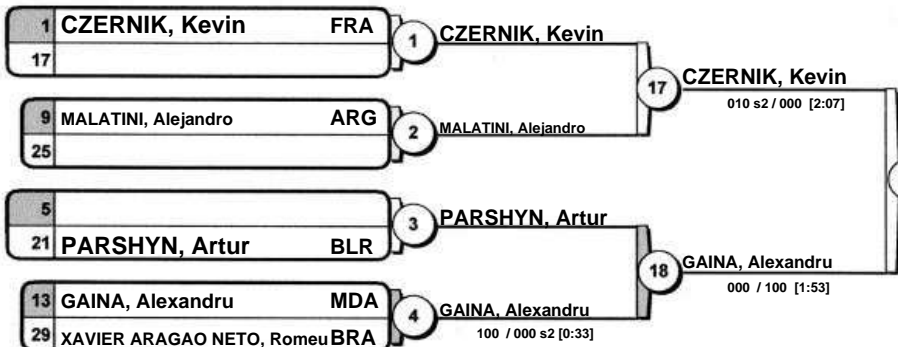 1 CZERNIK, Kevin FRA
17
1
CZERNIK, Kevin
9 MALATINI, Alejandro ARG
25
2
MALATINI, Alejandro
17
CZERNIK, Kevin
010 s2 / 000 [2:07]
5
21 PARSHYN, Artur BLR
3
PARSHYN, Artur
13 GAINA, Alexandru MDA
29 XAVIER ARAGAO NETO, Romeu BRA
4
GAINA, Alexandru
100 / 000 s2 [0:33]
18
GAINA, Alexandru
000 / 100 [1:53]